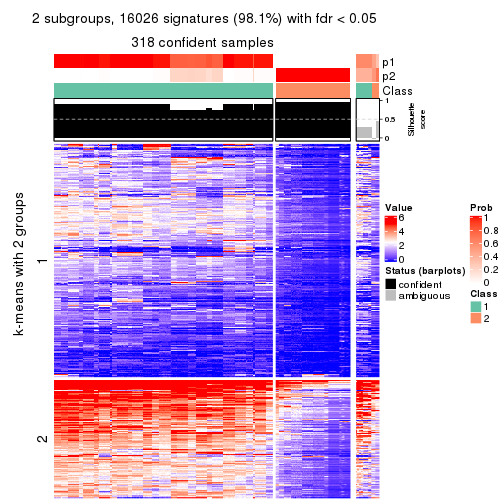 2 subgroups, 16026 signatures (98.1%) with fdr < 0.05
318 confident samples
p1
p2
Class
1
0.5
0
Silhouette
score
k-means with 2 groups
1
2
Value
6
4
2
0
Status (barplots)
confident
ambiguous
Prob
1
0.8
0.6
0.4
0.2
0
Class
1
2